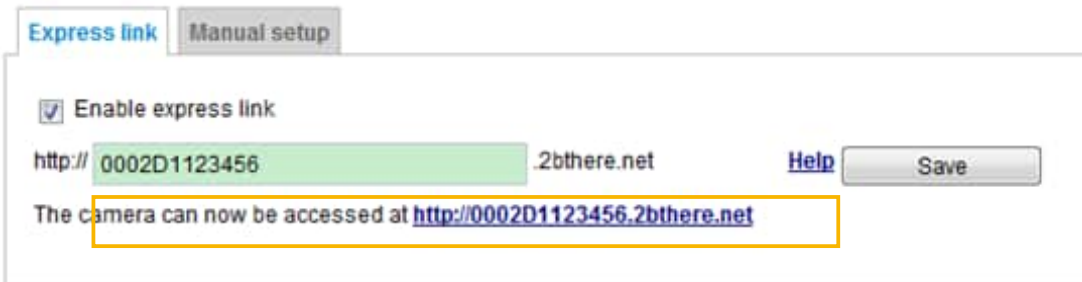 Express link Manual setup
Enable express link
http:// 0002D1123456 .2bthere.net Help Save
The camera can now be accessed at http://0002D1123456.2bthere.net